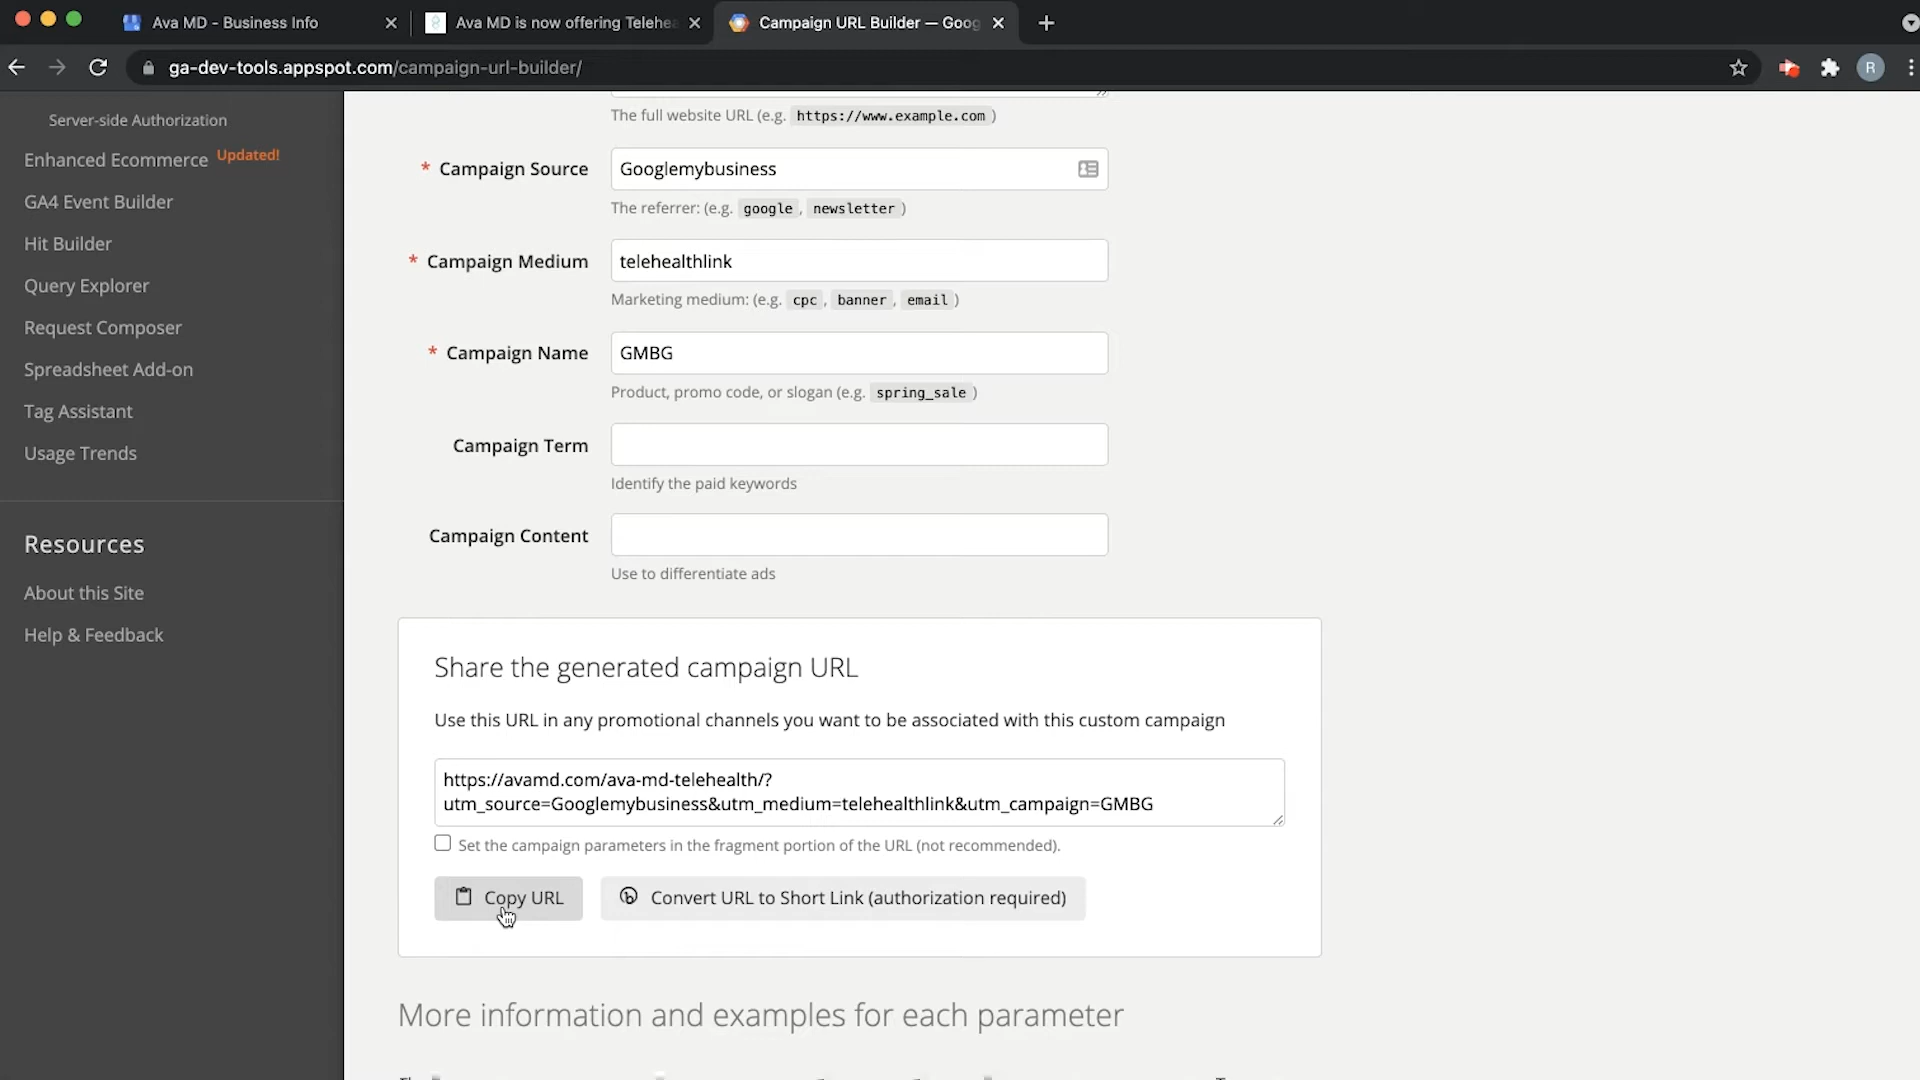 Ava MD - Business Info
Ava MD is now offering Telehe
Campaign URL Builder — Goog
ga-dev-tools.appspot.com/campaign-url-builder/
R
Server-side Authorization
Enhanced Ecommerce Updated!
GA4 Event Builder
Hit Builder
Query Explorer
Request Composer
Spreadsheet Add-on
Tag Assistant
Usage Trends
Resources
About this Site
Help & Feedback
The full website URL (e.g. https://www.example.com )
* Campaign Source Googlemybusiness
The referrer: (e.g. google , newsletter )
* Campaign Medium telehealthlink
Marketing medium: (e.g. cpc , banner , email )
* Campaign Name GMBG
Product, promo code, or slogan (e.g. spring_sale )
Campaign Term
Identify the paid keywords
Campaign Content
Use to differentiate ads
Share the generated campaign URL
Use this URL in any promotional channels you want to be associated with this custom campaign
https://avamd.com/ava-md-telehealth/?
utm_source=Googlemybusiness&utm_medium=telehealthlink&utm_campaign=GMBG
Set the campaign parameters in the fragment portion of the URL (not recommended).
Copy URL Convert URL to Short Link (authorization required)
More information and examples for each parameter